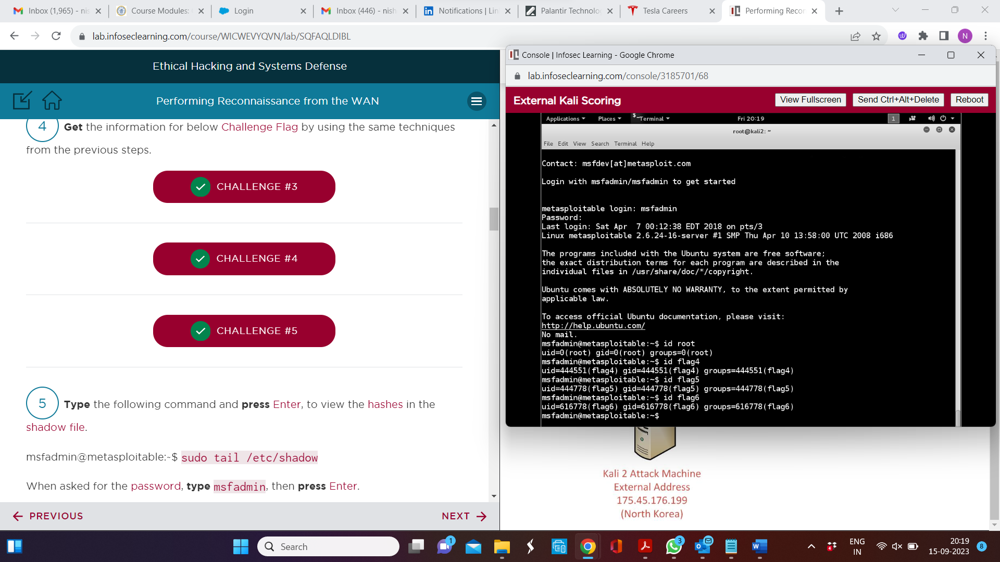 Inbox (1,965) - nis
Course Modules:
Login
Inbox (446) - nish
Notifications | Lin
Palantir Technolo
Tesla Careers
Performing Recor
lab.infoseclearning.com/course/WICWEVYQVN/lab/SQFAQLDIBL
N
Ethical Hacking and Systems Defense
Performing Reconnaissance from the WAN
4 Get the information for below Challenge Flag by using the same techniques
from the previous steps.
CHALLENGE #3
CHALLENGE #4
CHALLENGE #5
5 Type the following command and press Enter, to view the hashes in the
shadow file.
msfadmin@metasploitable:~$ sudo tail /etc/shadow
When asked for the password, type msfadmin, then press Enter.
PREVIOUS
NEXT
Console | Infosec Learning - Google Chrome
lab.infoseclearning.com/console/3185701/68
External Kali Scoring
View Fullscreen
Send Ctrl+Alt+Delete
Reboot
Applications
Places
Terminal
Fri 20:19
1
root@kali2: ~
File Edit View Search Terminal Help
Contact: msfdev[at]metasploit.com
Login with msfadmin/msfadmin to get started
metasploitable login: msfadmin
Password:
Last login: Sat Apr  7 00:12:38 EDT 2018 on pts/3
Linux metasploitable 2.6.24-16-server #1 SMP Thu Apr 10 13:58:00 UTC 2008 i686
The programs included with the Ubuntu system are free software;
the exact distribution terms for each program are described in the
individual files in /usr/share/doc/*/copyright.
Ubuntu comes with ABSOLUTELY NO WARRANTY, to the extent permitted by
applicable law.
To access official Ubuntu documentation, please visit:
http://help.ubuntu.com/
No mail.
msfadmin@metasploitable:~$ id root
uid=0(root) gid=0(root) groups=0(root)
msfadmin@metasploitable:~$ id flag4
uid=444551(flag4) gid=444551(flag4) groups=444551(flag4)
msfadmin@metasploitable:~$ id flag5
uid=444778(flag5) gid=444778(flag5) groups=444778(flag5)
msfadmin@metasploitable:~$ id flag6
uid=616778(flag6) gid=616778(flag6) groups=616778(flag6)
msfadmin@metasploitable:~$
Kali 2 Attack Machine
External Address
175.45.176.199
(North Korea)
Search
1
3
4
ENG
IN
20:19
15-09-2023
8